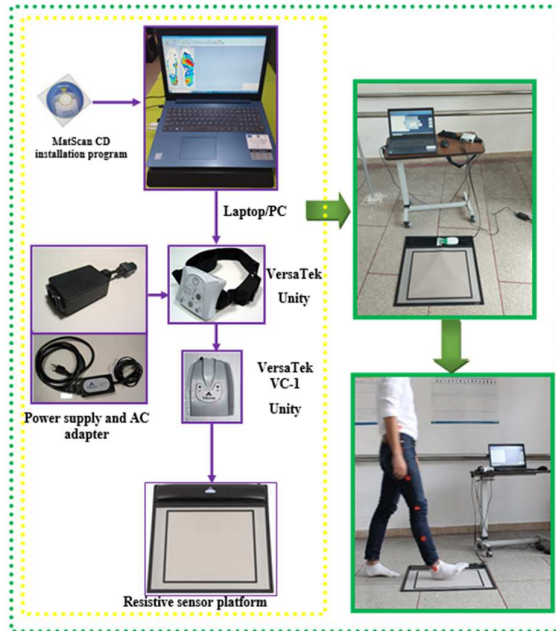 MatScan CD
installation program
Laptop/PC
VersaTek
Unity
VersaTek
VC-1
Unity
Power supply and AC
adapter
Resistive sensor platform